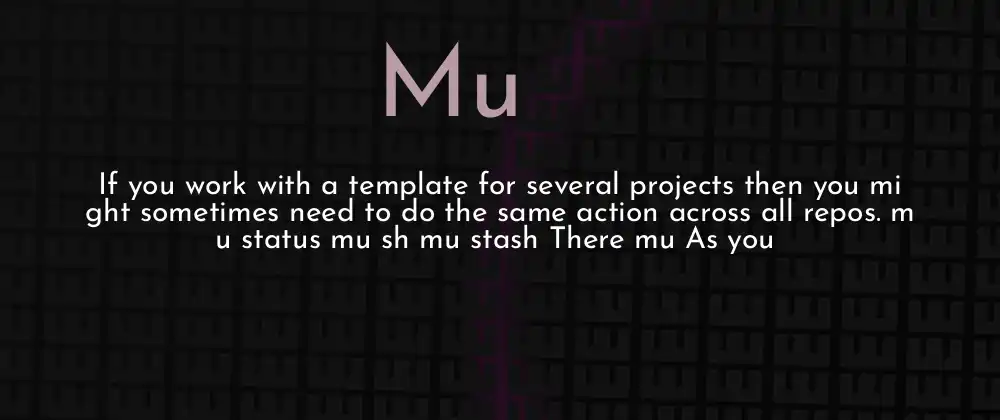 Mu
If you work with a template for several projects then you mi
ght sometimes need to do the same action across all repos. m
u status mu sh mu stash There mu As you